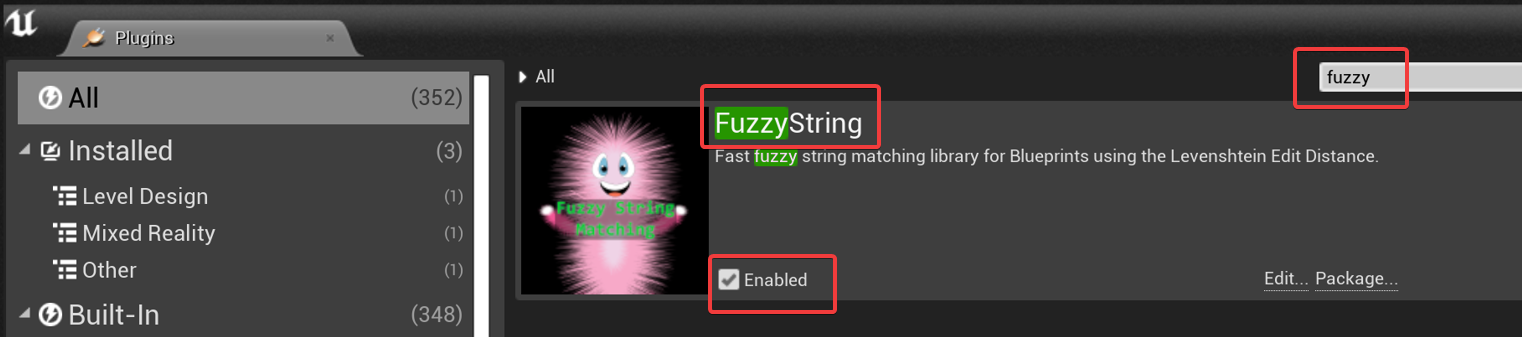 Plugins
All (352)
Installed (3)
Level Design (1)
Mixed Reality (1)
Other (1)
Built-In (348)
All
fuzzy
FuzzyString
Fast fuzzy string matching library for Blueprints using the Levenshtein Edit Distance.
Fuzzy String
Matching
Enabled
Edit... Package...